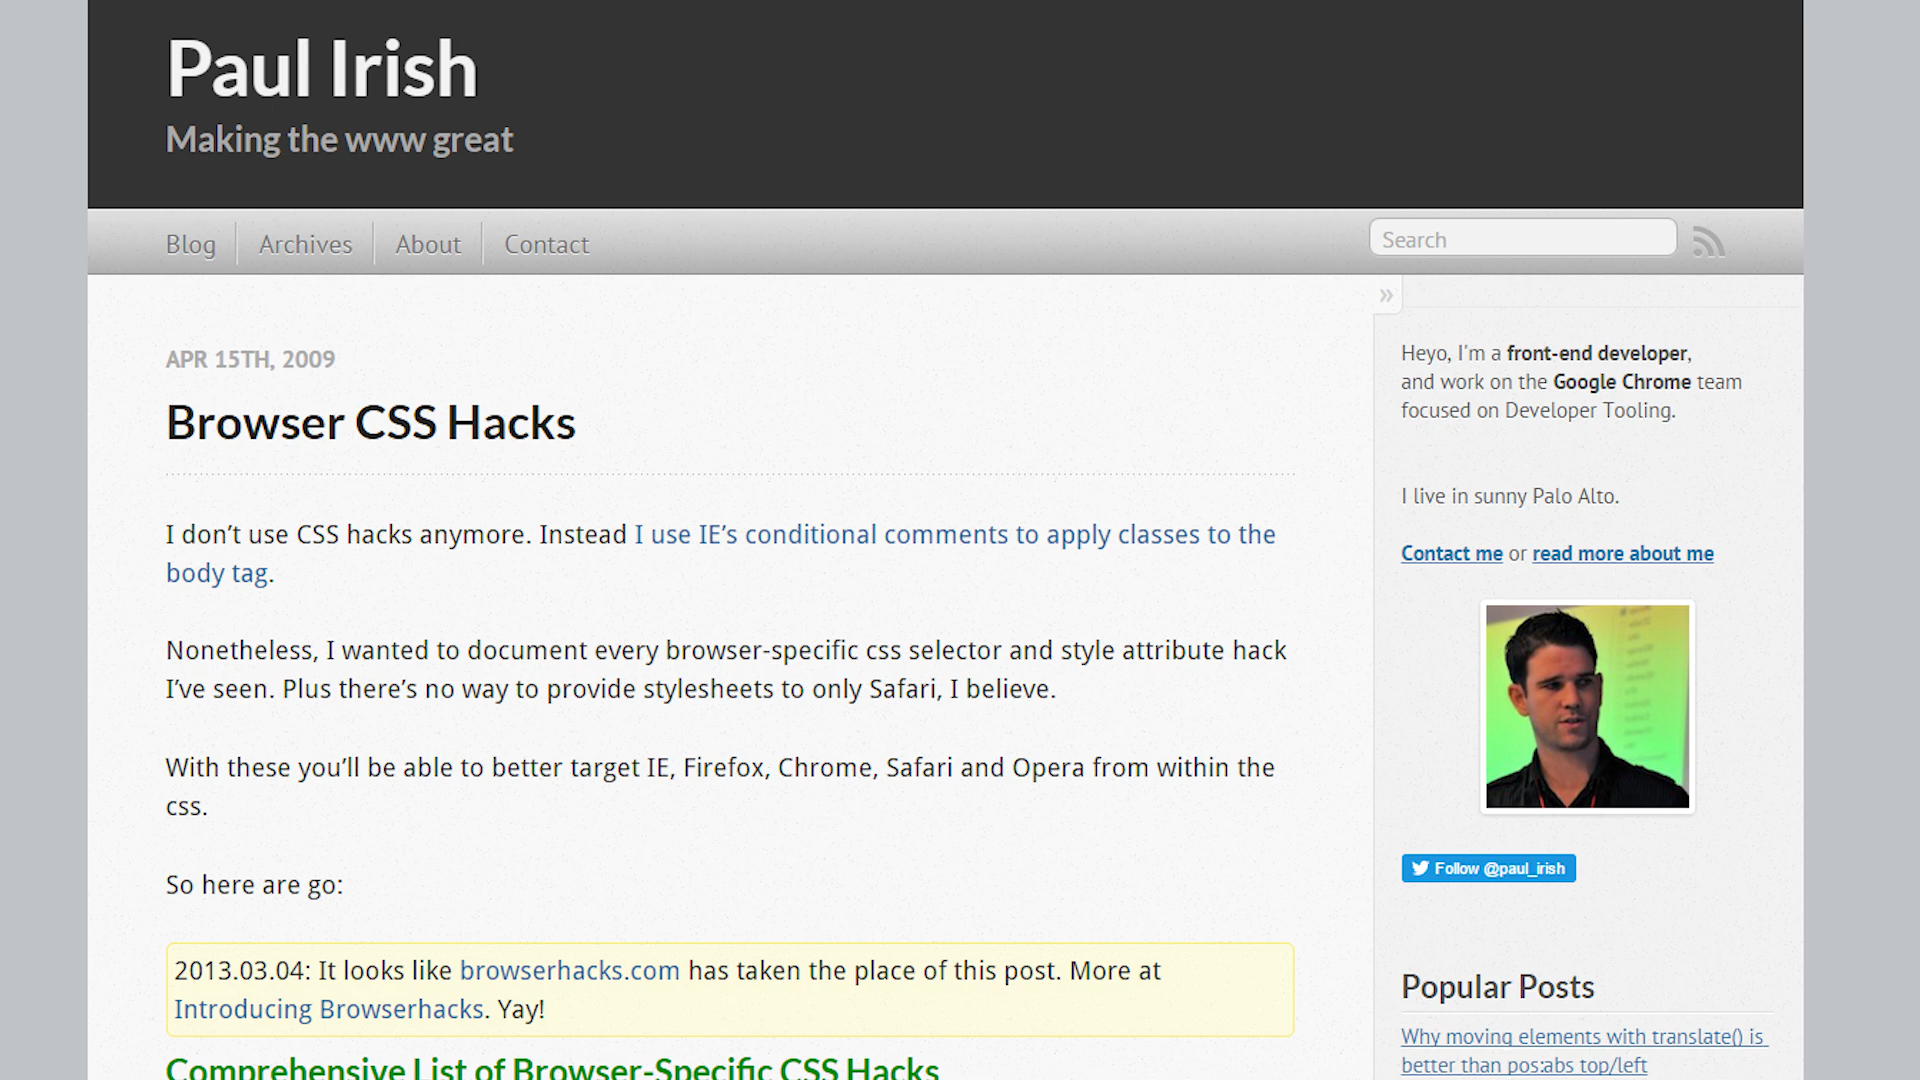 Paul Irish
Making the www great
Blog
Archives
About
Contact
Search
»
APR 15TH, 2009
Browser CSS Hacks
I don’t use CSS hacks anymore. Instead I use IE’s conditional comments to apply classes to the
body tag.
Nonetheless, I wanted to document every browser-specific css selector and style attribute hack
I’ve seen. Plus there’s no way to provide stylesheets to only Safari, I believe.
With these you’ll be able to better target IE, Firefox, Chrome, Safari and Opera from within the
css.
So here are go:
2013.03.04: It looks like browserhacks.com has taken the place of this post. More at
Introducing Browserhacks. Yay!
Comprehensive List of Browser-Specific CSS Hacks
Heyo, I'm a front-end developer,
and work on the Google Chrome team
focused on Developer Tooling.
I live in sunny Palo Alto.
Contact me or read more about me
Follow @paul_irish
Popular Posts
Why moving elements with translate() is
better than pos:abs top/left